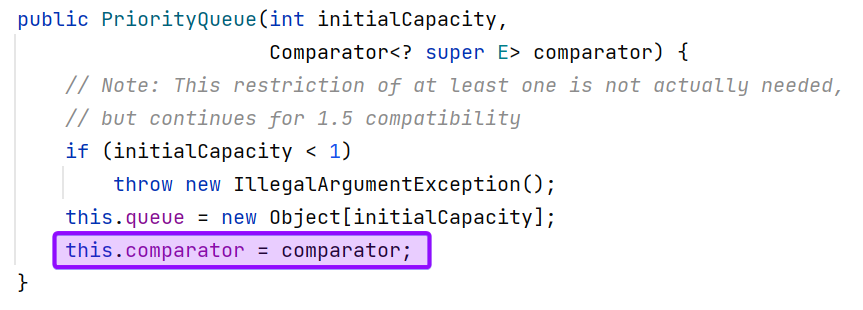 public PriorityQueue(int initialCapacity,
                     Comparator<? super E> comparator) {
    // Note: This restriction of at least one is not actually needed,
    // but continues for 1.5 compatibility
    if (initialCapacity < 1)
        throw new IllegalArgumentException();
    this.queue = new Object[initialCapacity];
    this.comparator = comparator;
}